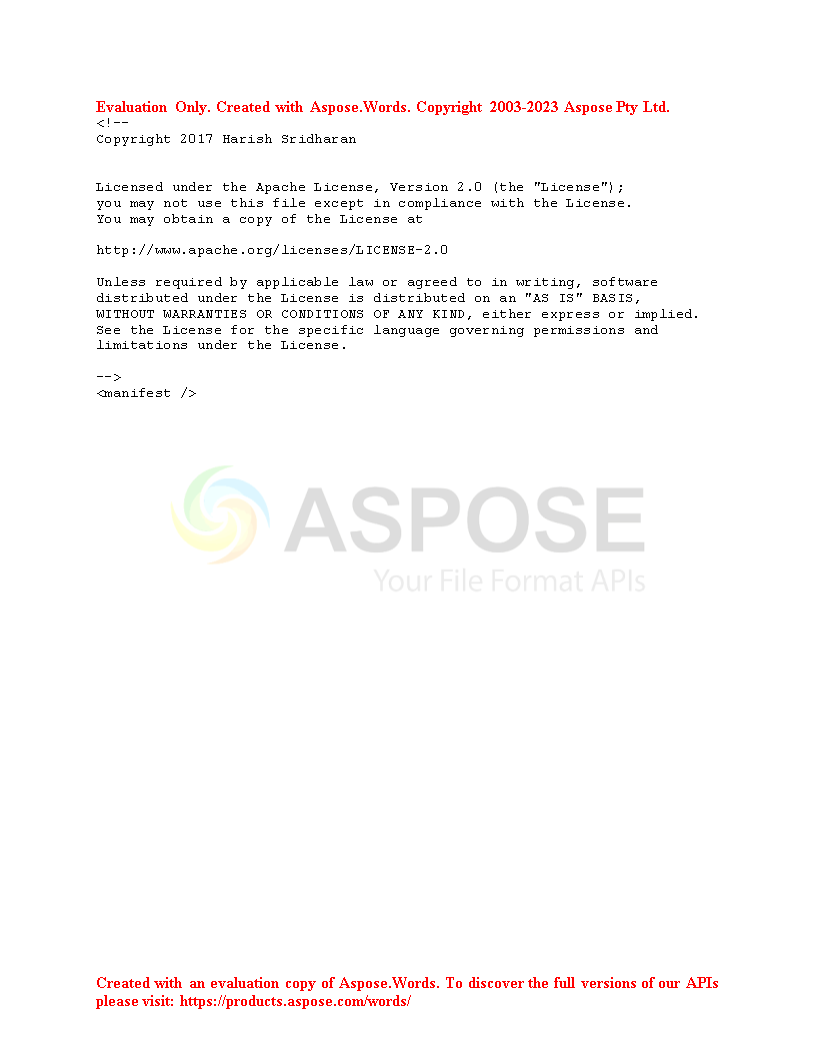 Evaluation Only. Created with Aspose.Words. Copyright 2003-2023 Aspose Pty Ltd.
<!--
Copyright 2017 Harish Sridharan
Licensed under the Apache License, Version 2.0 (the "License");
you may not use this file except in compliance with the License.
You may obtain a copy of the License at
http://www.apache.org/licenses/LICENSE-2.0
Unless required by applicable law or agreed to in writing, software
distributed under the License is distributed on an "AS IS" BASIS,
WITHOUT WARRANTIES OR CONDITIONS OF ANY KIND, either express or implied.
See the License for the specific language governing permissions and
limitations under the License.
-->
<manifest />
ASPOSE
Your File Format APIs
Created with an evaluation copy of Aspose.Words. To discover the full versions of our APIs
please visit: https://products.aspose.com/words/